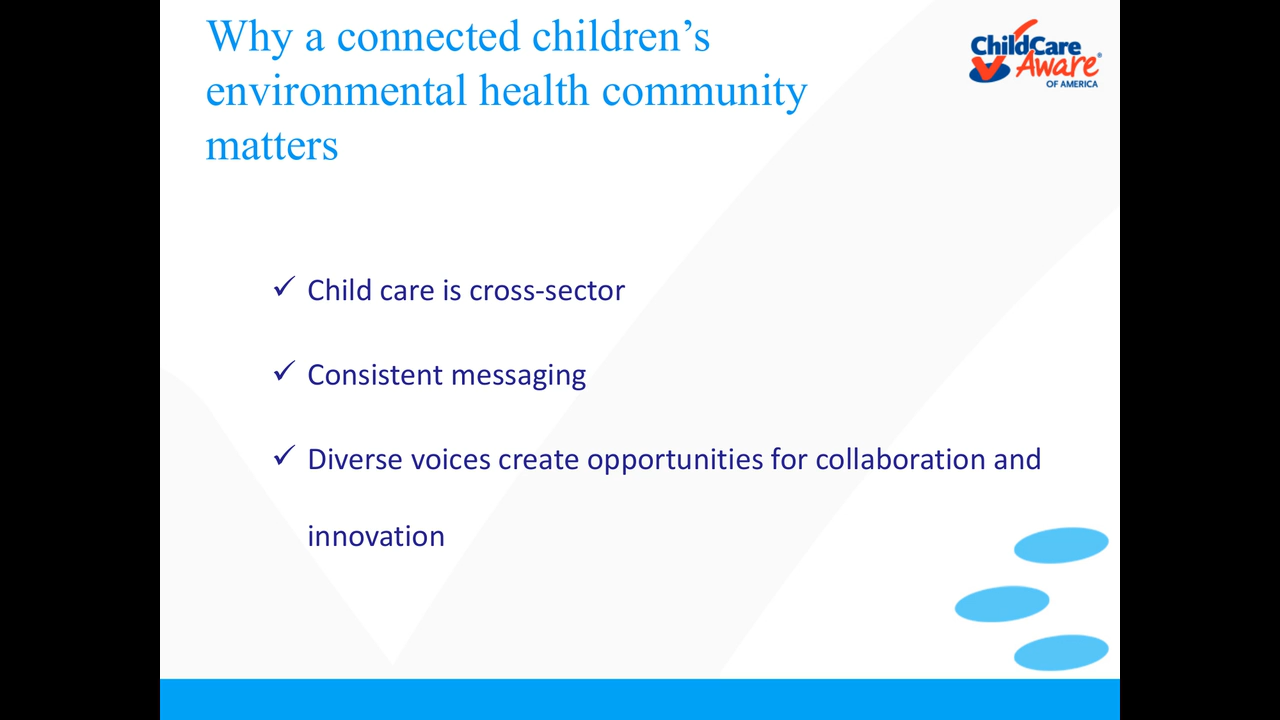 Why a connected children’s
environmental health community
matters
ChildCare
Aware®
OF AMERICA
✓ Child care is cross-sector
✓ Consistent messaging
✓ Diverse voices create opportunities for collaboration and
innovation